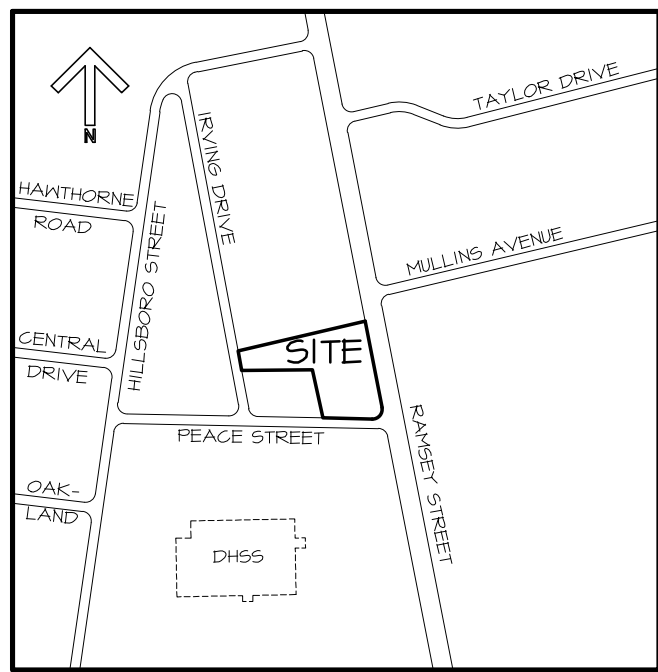 TAYLOR DRIVE
IRVING DRIVE
N
HAWTHORNE
ROAD
HILLSBORO STREET
MULLINS AVENUE
CENTRAL
DRIVE
SITE
PEACE STREET
RAMSEY STREET
OAK-
LAND
DHSS